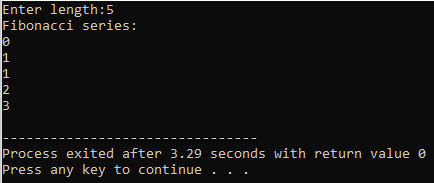 Enter length:5
Fibonacci series:
0
1
1
2
3
--------------------------------
Process exited after 3.29 seconds with return value 0
Press any key to continue . . .